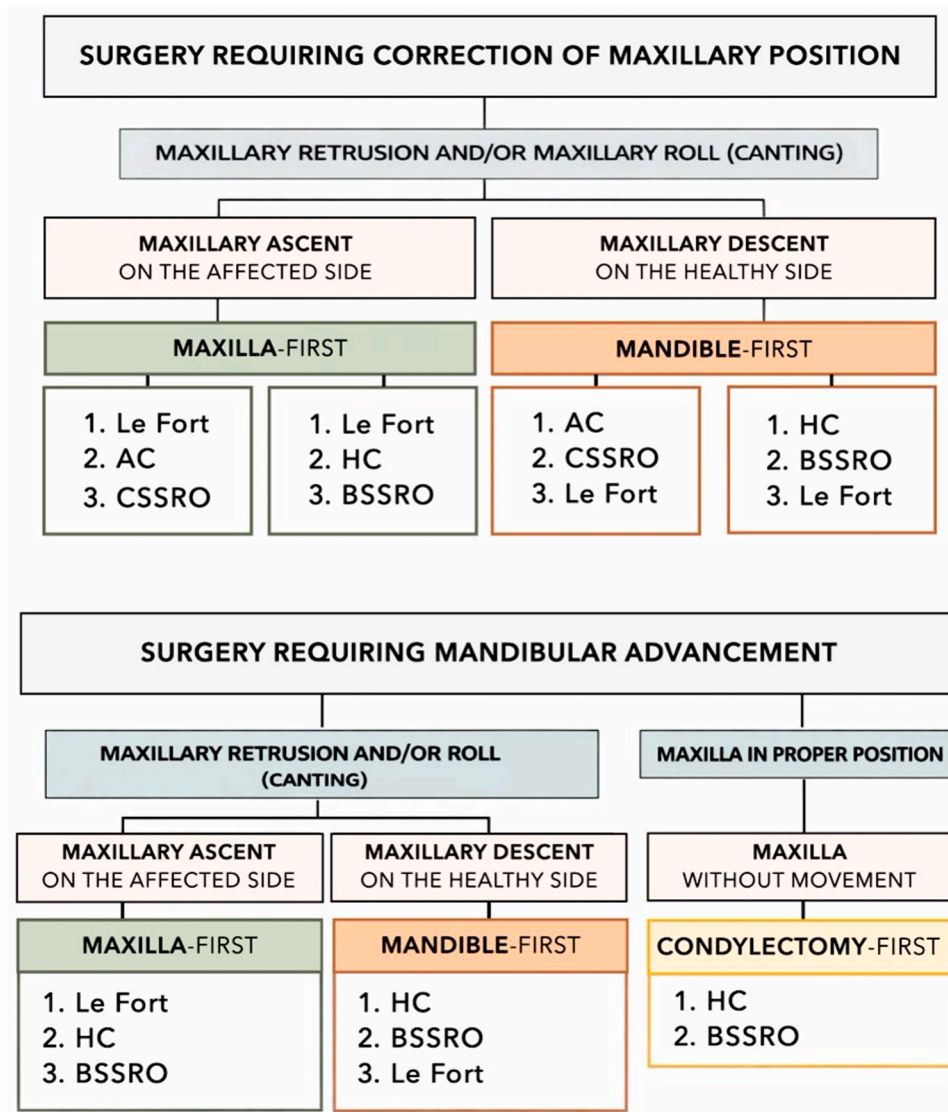 SURGERY REQUIRING CORRECTION OF MAXILLARY POSITION
MAXILLARY RETRUSION AND/OR MAXILLARY ROLL (CANTING)
MAXILLARY ASCENT
ON THE AFFECTED SIDE
MAXILLARY DESCENT
ON THE HEALTHY SIDE
MAXILLA-FIRST
MANDIBLE-FIRST
1. Le Fort
2. AC
3. CSSRO
1. Le Fort
2. HC
3. BSSRO
1. AC
2. CSSRO
3. Le Fort
1. HC
2. BSSRO
3. Le Fort
SURGERY REQUIRING MANDIBULAR ADVANCEMENT
MAXILLARY RETRUSION AND/OR ROLL
(CANTING)
MAXILLA IN PROPER POSITION
MAXILLARY ASCENT
ON THE AFFECTED SIDE
MAXILLARY DESCENT
ON THE HEALTHY SIDE
MAXILLA
WITHOUT MOVEMENT
MAXILLA-FIRST
MANDIBLE-FIRST
CONDYLECTOMY-FIRST
1. Le Fort
2. HC
3. BSSRO
1. HC
2. BSSRO
3. Le Fort
1. HC
2. BSSRO